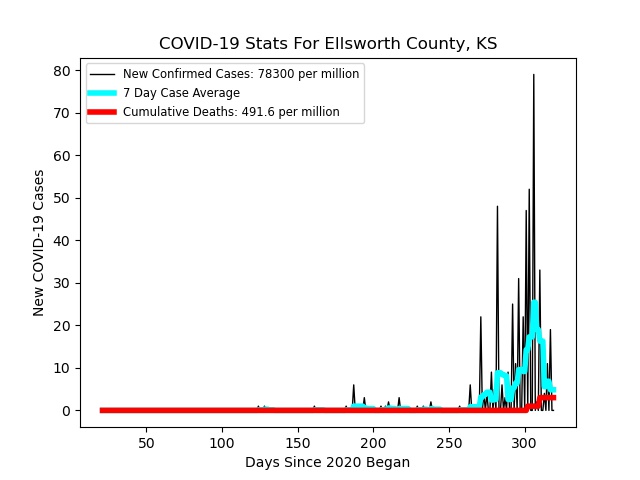 COVID-19 Stats For Ellsworth County, KS
New Confirmed Cases: 78300 per million
7 Day Case Average
Cumulative Deaths: 491.6 per million
80
70
60
50
40
30
20
10
0
New COVID-19 Cases
50 100 150 200 250 300
Days Since 2020 Began